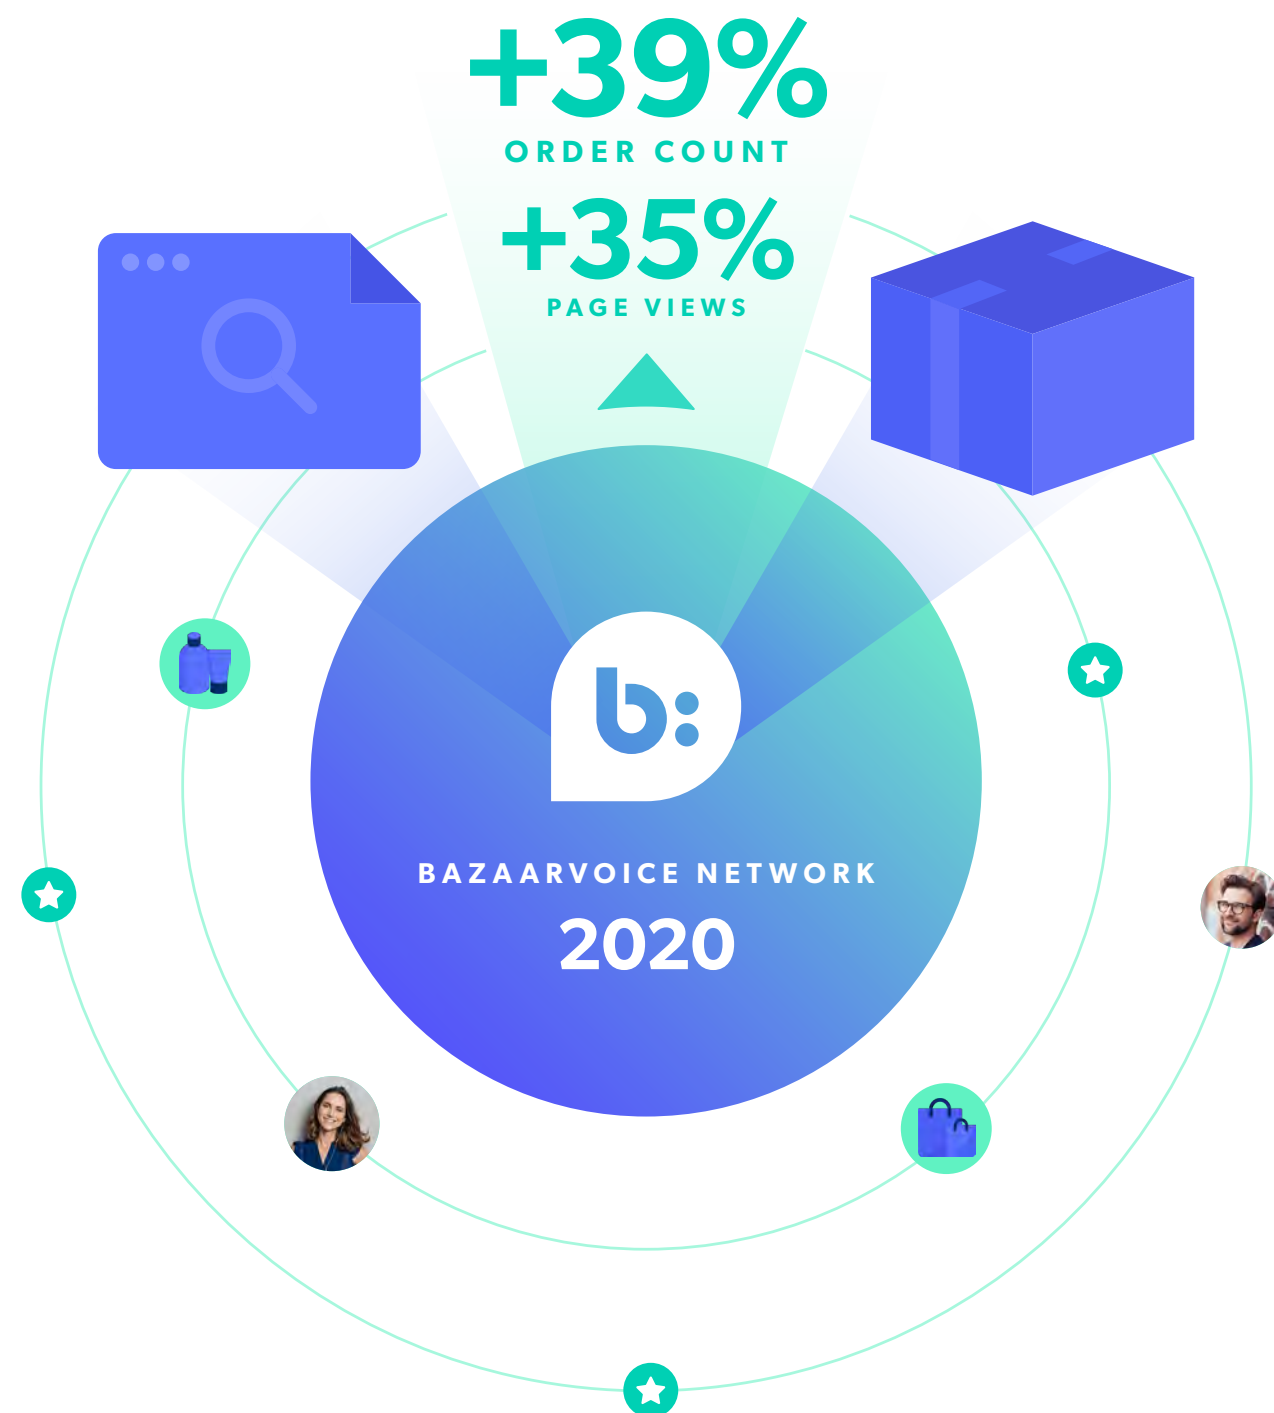 +39%
ORDER COUNT
+35%
PAGE VIEWS
b:
BAZAARVOICE NETWORK
2020